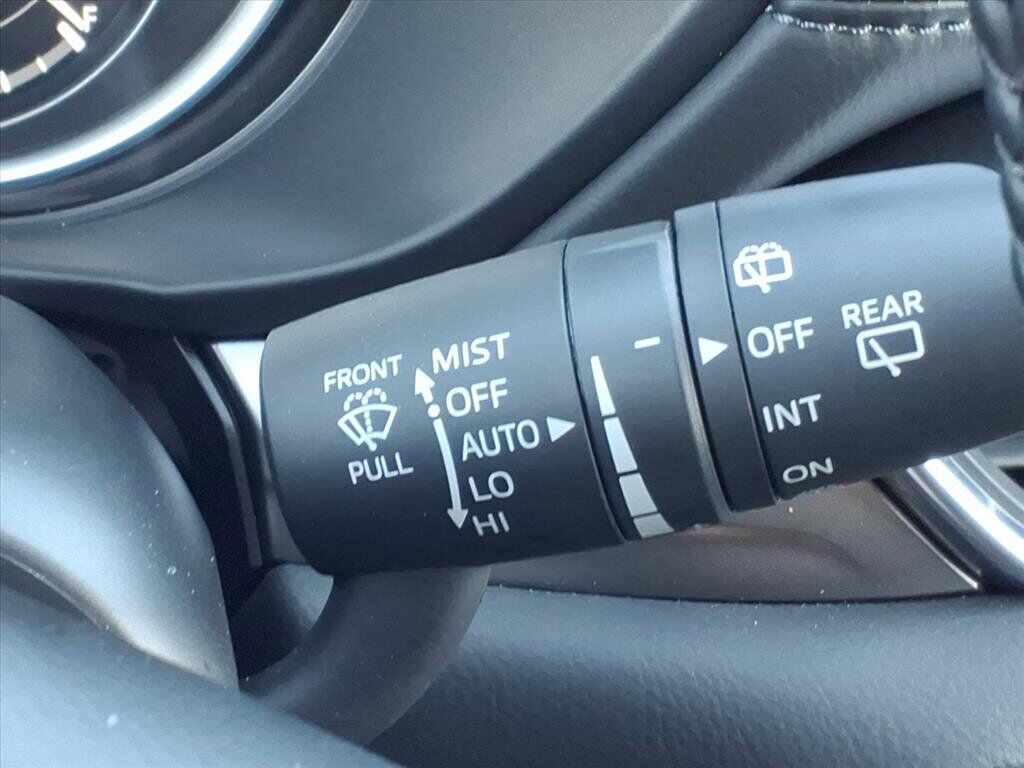 F
FRONT
PULL
MIST
OFF
AUTO
LO
HI
OFF
INT
ON
REAR